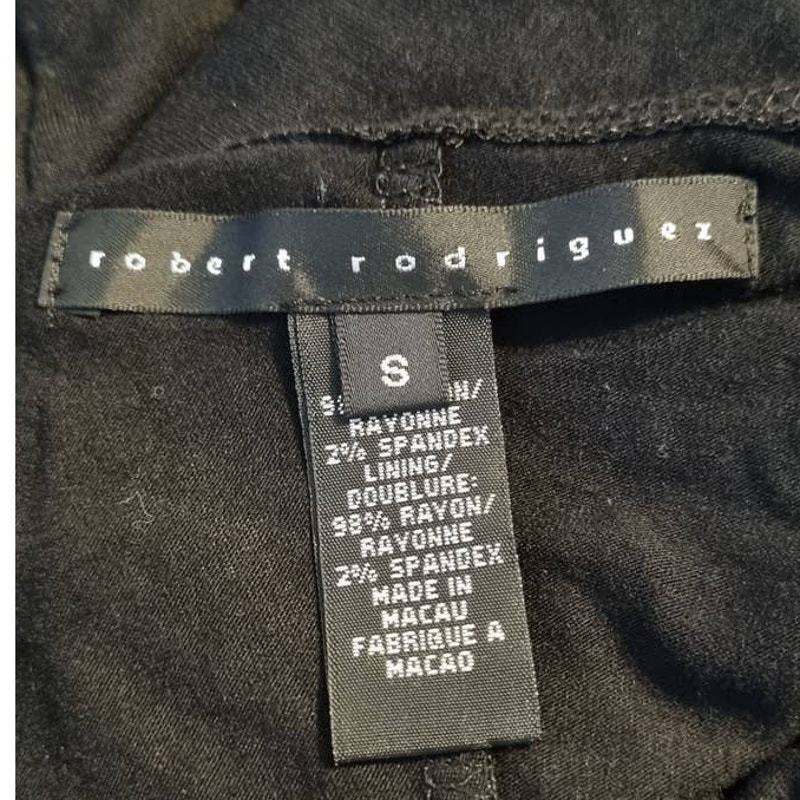 robert rodriguez
S
RAYONNE
2% SPANDEX
LINING/
DOUBLURE:
98% RAYON/
RAYONNE
2% SPANDEX
MADE IN
MACAU
FABRIQUE A
MACAO